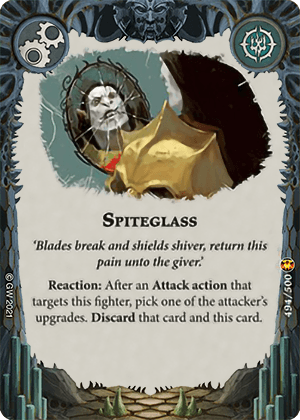 SPITEGLASS
'Blades break and shields shiver, return this
pain unto the giver.'
Reaction: After an Attack action that
targets this fighter, pick one of the attacker's
upgrades. Discard that card and this card.
© GW 2021
494/500